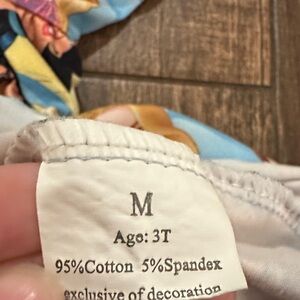 M
Age: 3T
95%Cotton 5%Spandex
exclusive of decoration